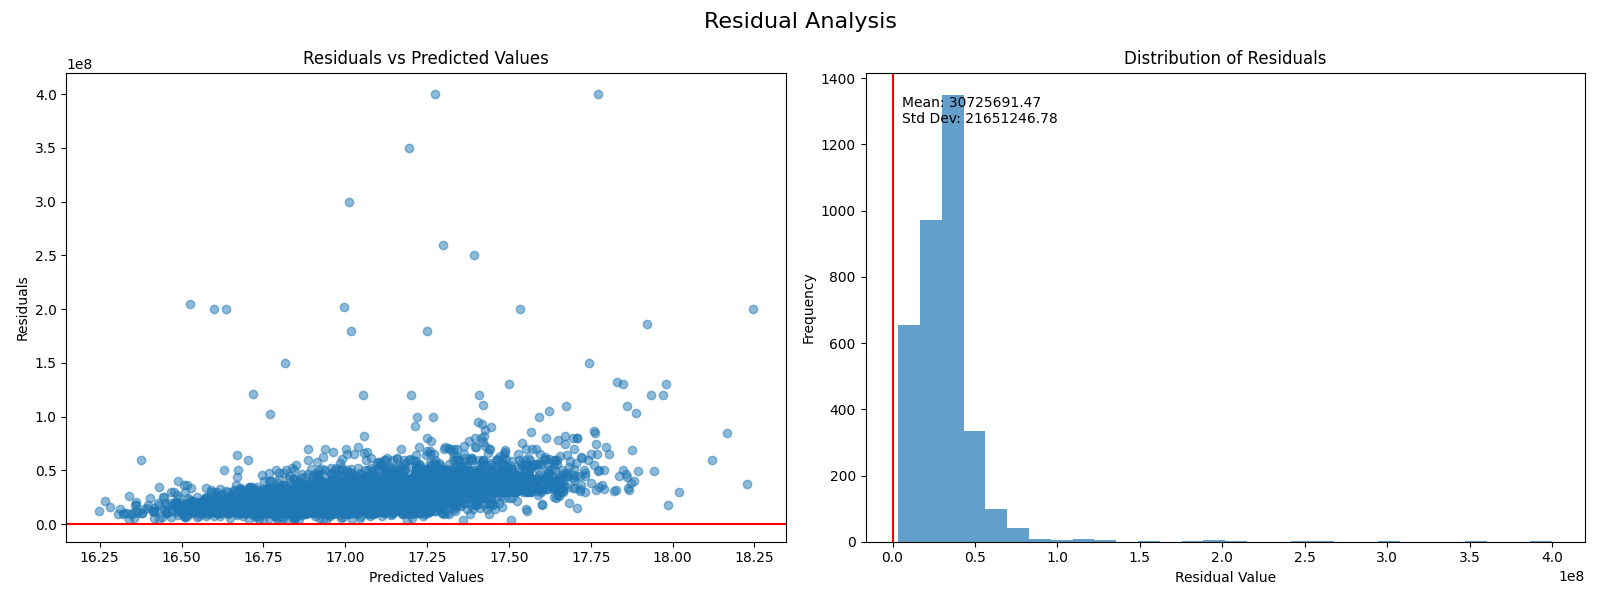 Residual Analysis
Residuals vs Predicted Values
1e8
4.0
3.5
3.0
2.5
2.0
1.5
1.0
0.5
0.0
Residuals
16.25 16.50 16.75 17.00 17.25 17.50 17.75 18.00 18.25
Predicted Values
Distribution of Residuals
1400
1200
1000
800
600
400
200
0
Frequency
Mean: 30725691.47
Std Dev: 21651246.78
0.0 0.5 1.0 1.5 2.0 2.5 3.0 3.5 4.0
1e8
Residual Value